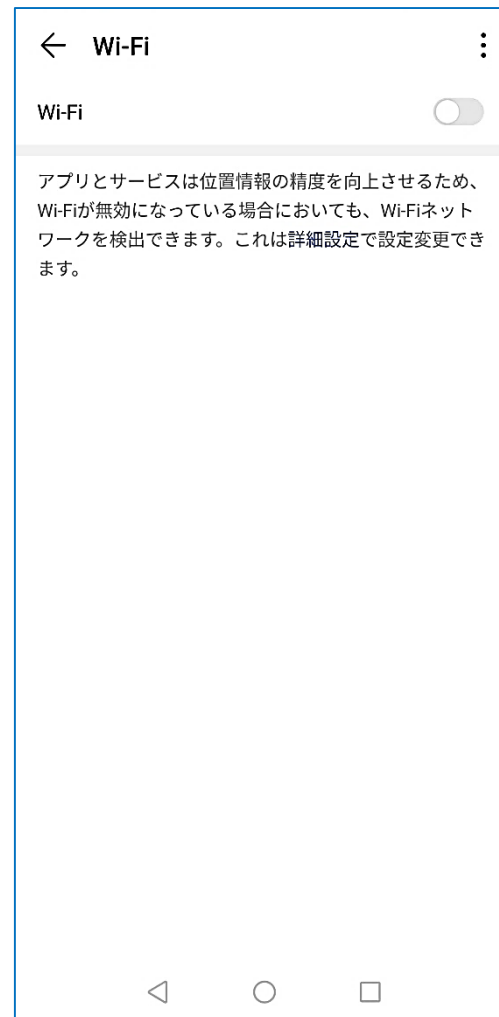 Wi-Fi
Wi-Fi
アプリとサービスは位置情報の精度を向上させるため、
Wi-Fiが無効になっている場合においても、Wi-Fiネット
ワークを検出できます。これは詳細設定で設定変更でき
ます。